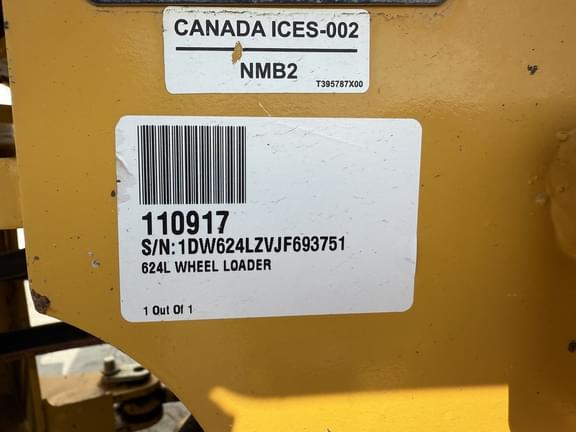 CANADA ICES-002
NMB2
T395787X00
110917
S/N:1DW624LZVJF693751
624L WHEEL LOADER
1 Out Of 1